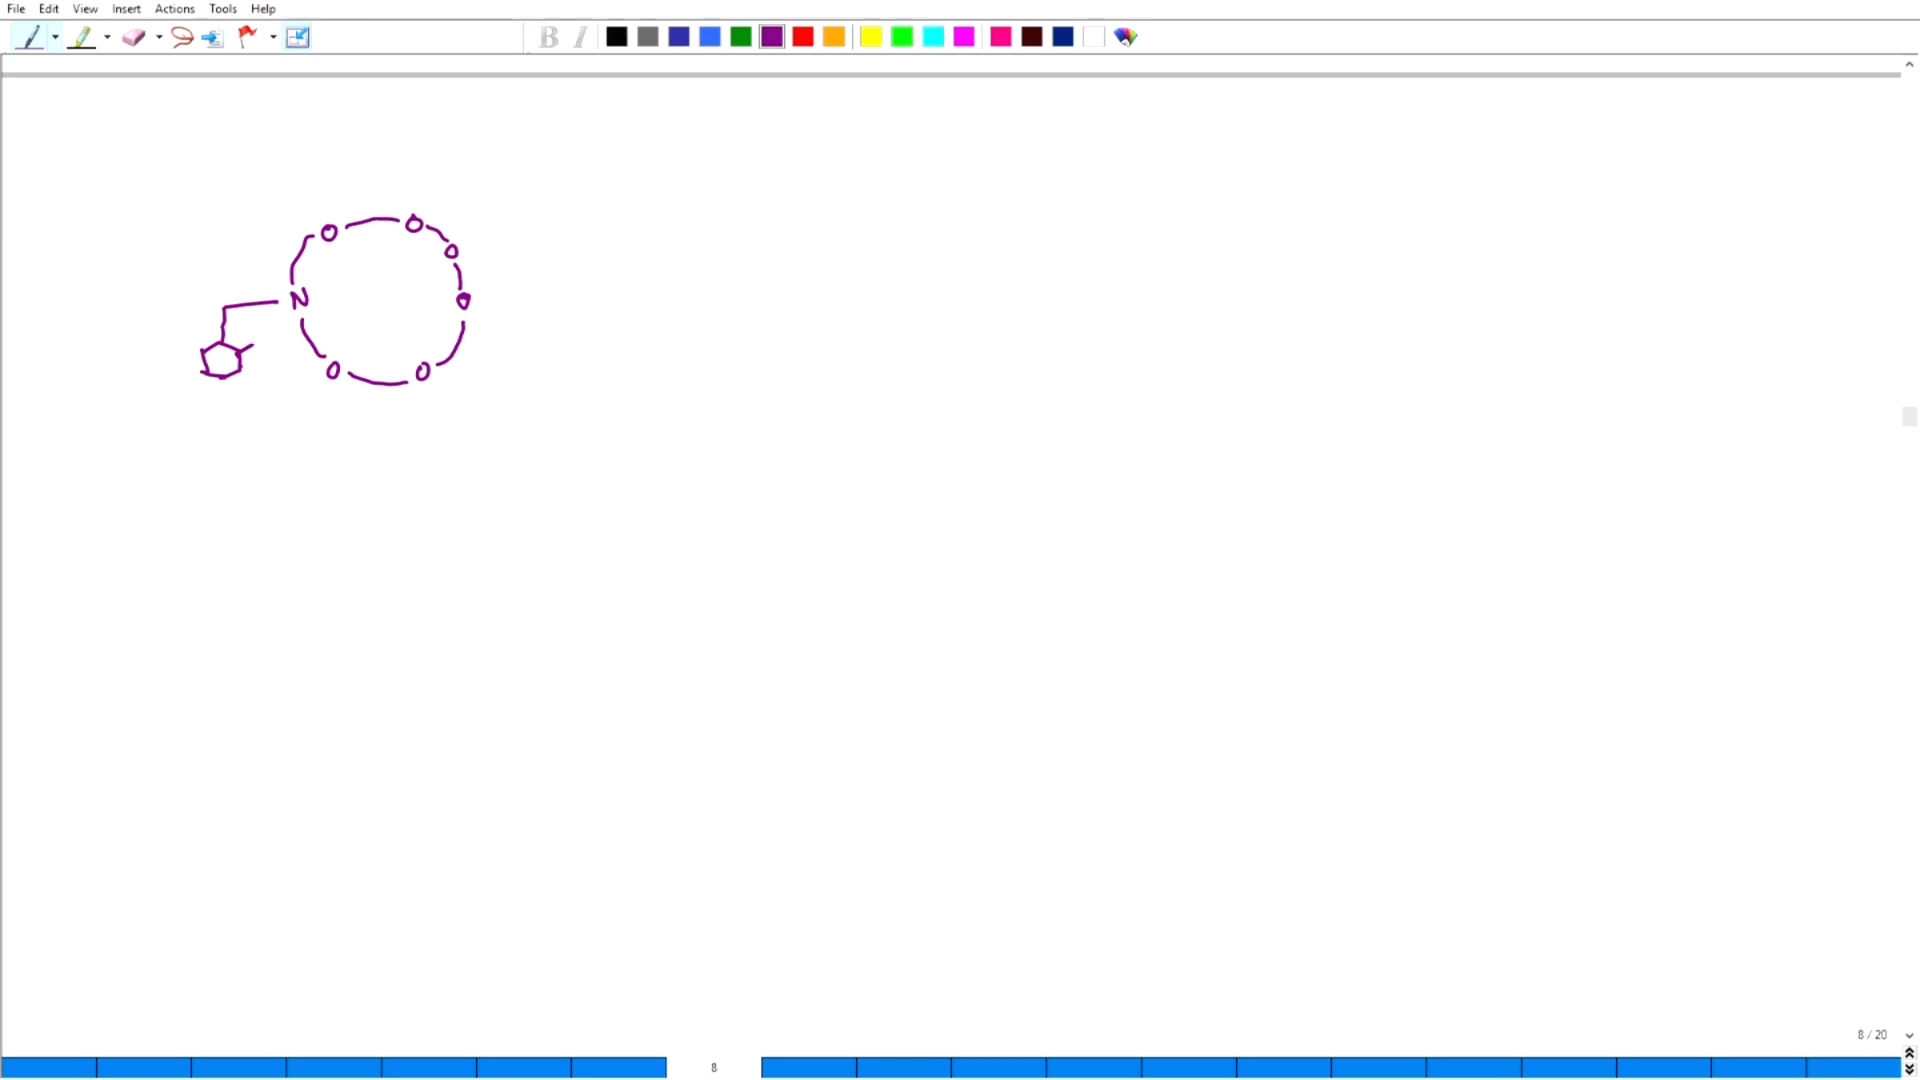 File Edit View Insert Actions Tools Help
B I
O O
O
N O
O O
8 / 20
8